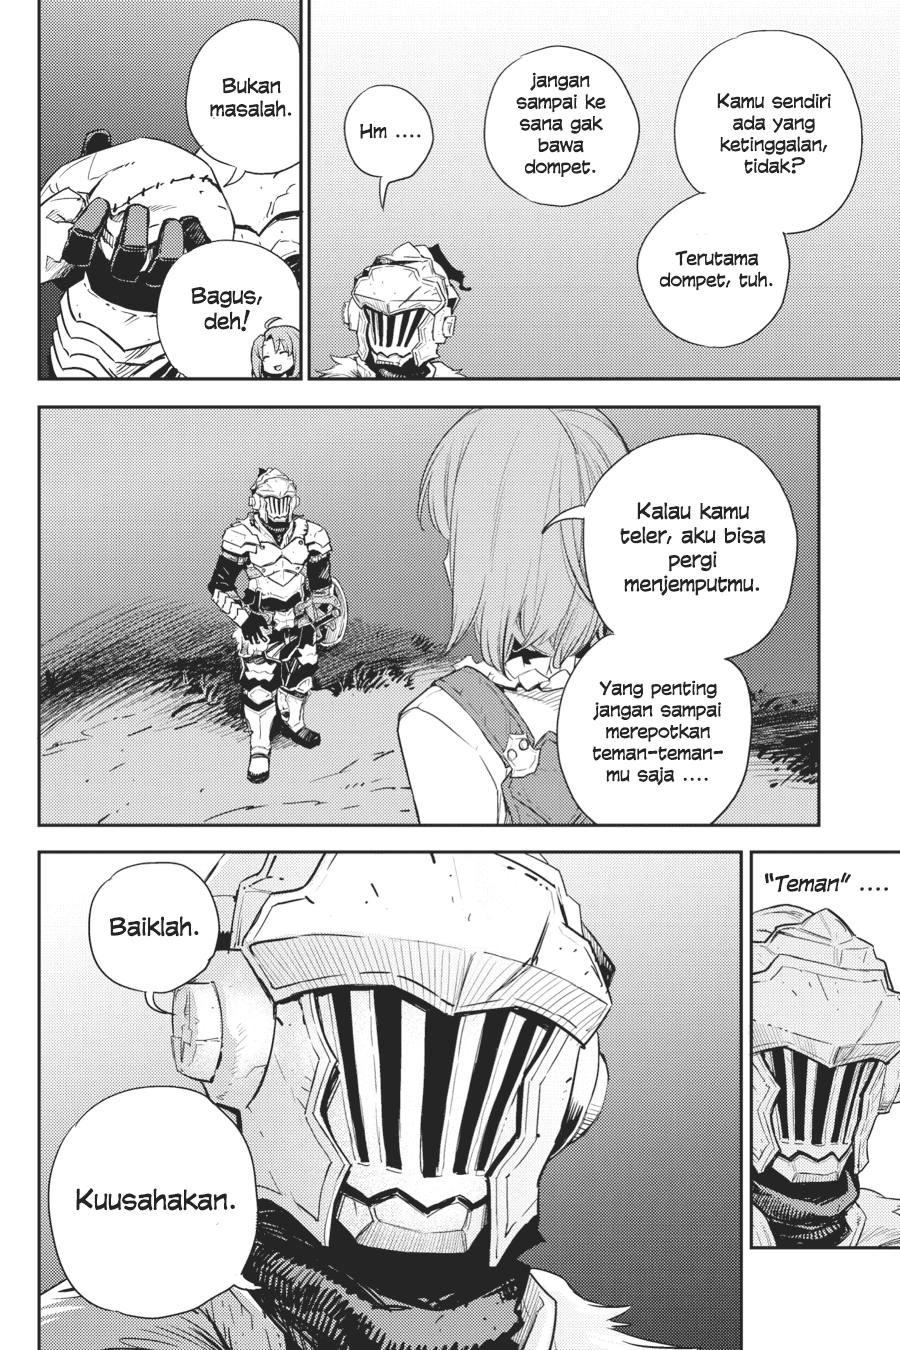 Kamu sendiri
ada yang
ketinggalan,
tidak?
Terutama
dompet, tuh.
jangan
sampai ke
sana gak
bawa
dompet.
Hm ....
Bukan
masalah.
Bagus,
deh!
Kalau kamu
teler, aku bisa
pergi
menjemputmu.
Yang penting
jangan sampai
merepotkan
teman-teman-
mu saja ....
"Teman" ....
Baiklah.
Kuusahakan.